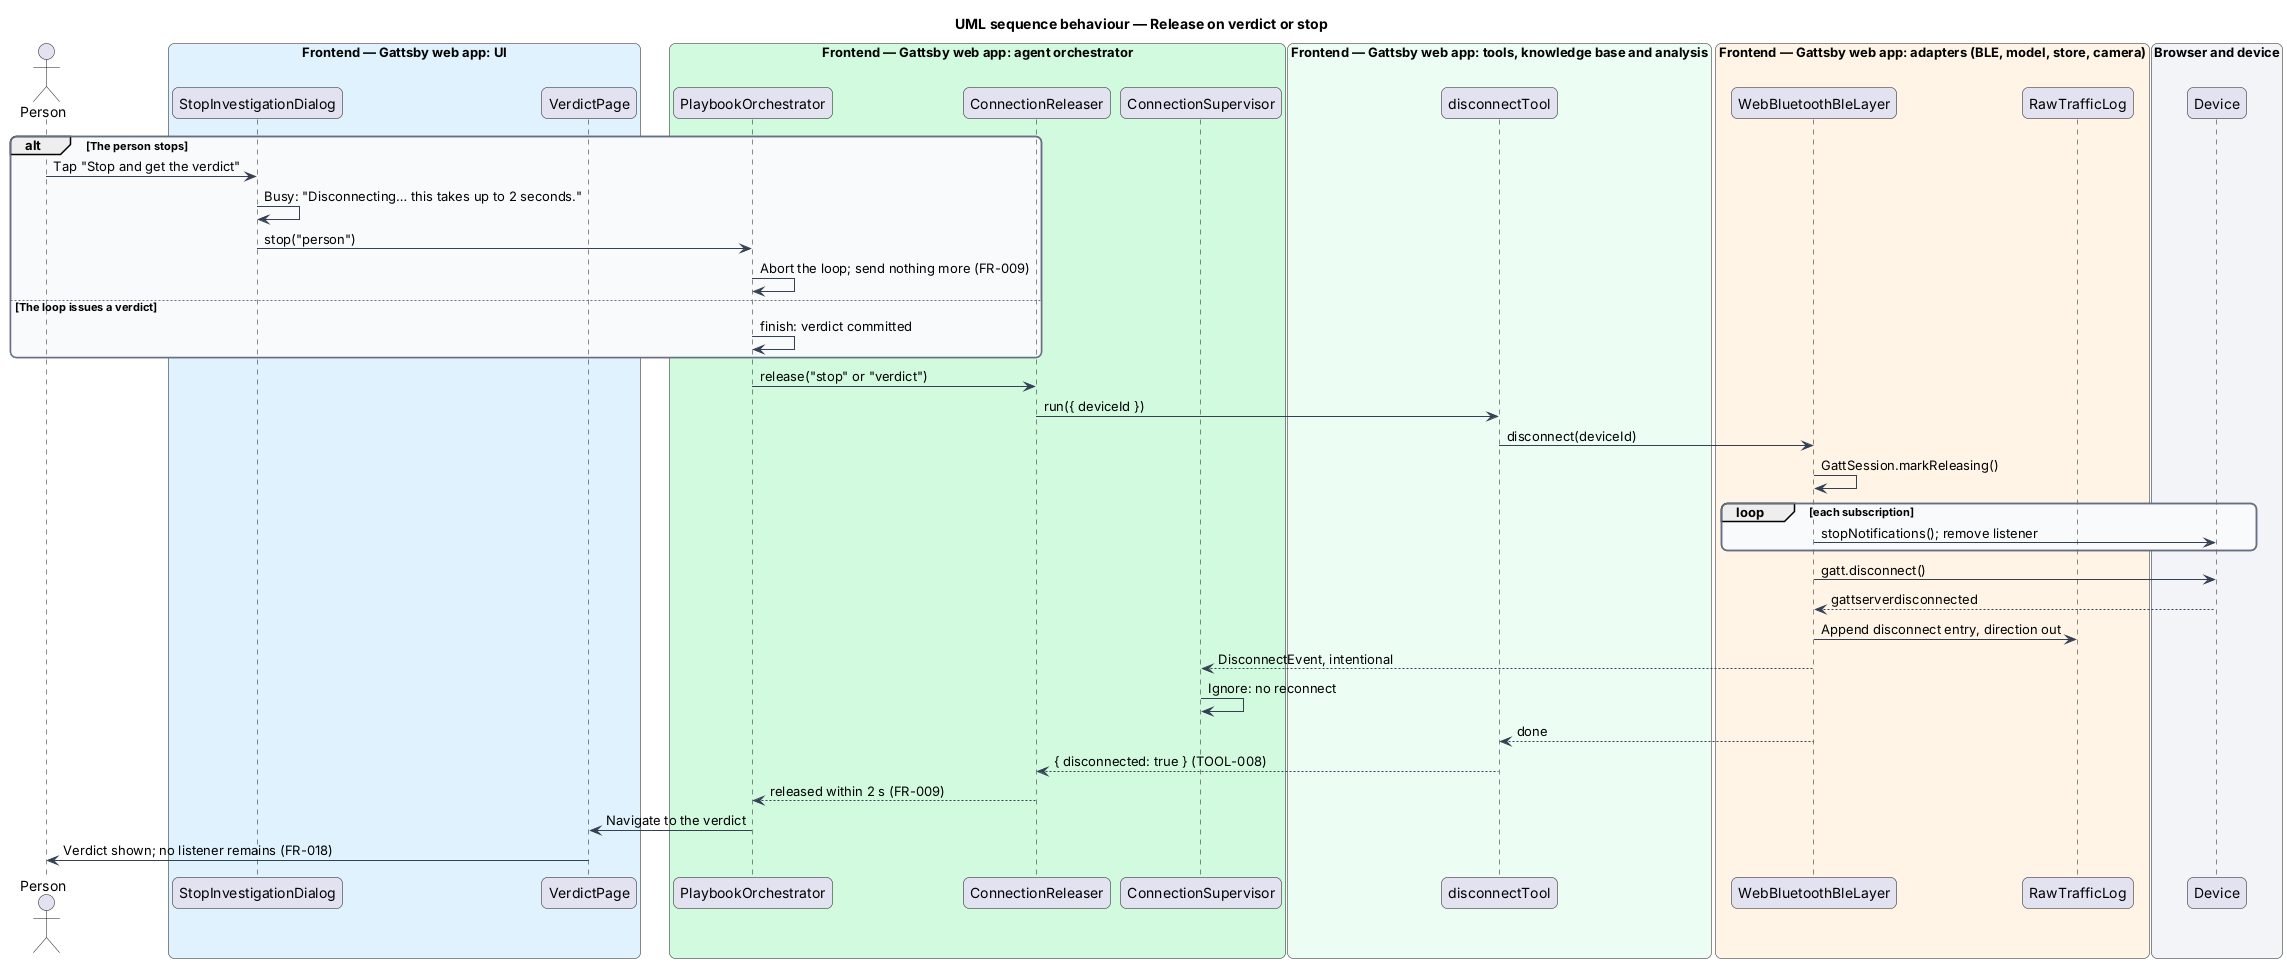 UML sequence behaviour — Release on verdict or stop
Frontend — Gattsby web app: UI
Frontend — Gattsby web app: agent orchestrator
Frontend — Gattsby web app: tools, knowledge base and analysis
Frontend — Gattsby web app: adapters (BLE, model, store, camera)
Browser and device
Person
StopInvestigationDialog
VerdictPage
PlaybookOrchestrator
ConnectionReleaser
ConnectionSupervisor
disconnectTool
WebBluetoothBleLayer
RawTrafficLog
Device
alt [The person stops]
Tap "Stop and get the verdict"
Busy: "Disconnecting... this takes up to 2 seconds."
stop("person")
Abort the loop; send nothing more (FR-009)
[The loop issues a verdict]
finish: verdict committed
release("stop" or "verdict")
run({ deviceId })
disconnect(deviceId)
GattSession.markReleasing()
loop [each subscription]
stopNotifications(); remove listener
gatt.disconnect()
gattserverdisconnected
Append disconnect entry, direction out
DisconnectEvent, intentional
Ignore: no reconnect
done
{ disconnected: true } (TOOL-008)
released within 2 s (FR-009)
Navigate to the verdict
Verdict shown; no listener remains (FR-018)
Person
StopInvestigationDialog
VerdictPage
PlaybookOrchestrator
ConnectionReleaser
ConnectionSupervisor
disconnectTool
WebBluetoothBleLayer
RawTrafficLog
Device